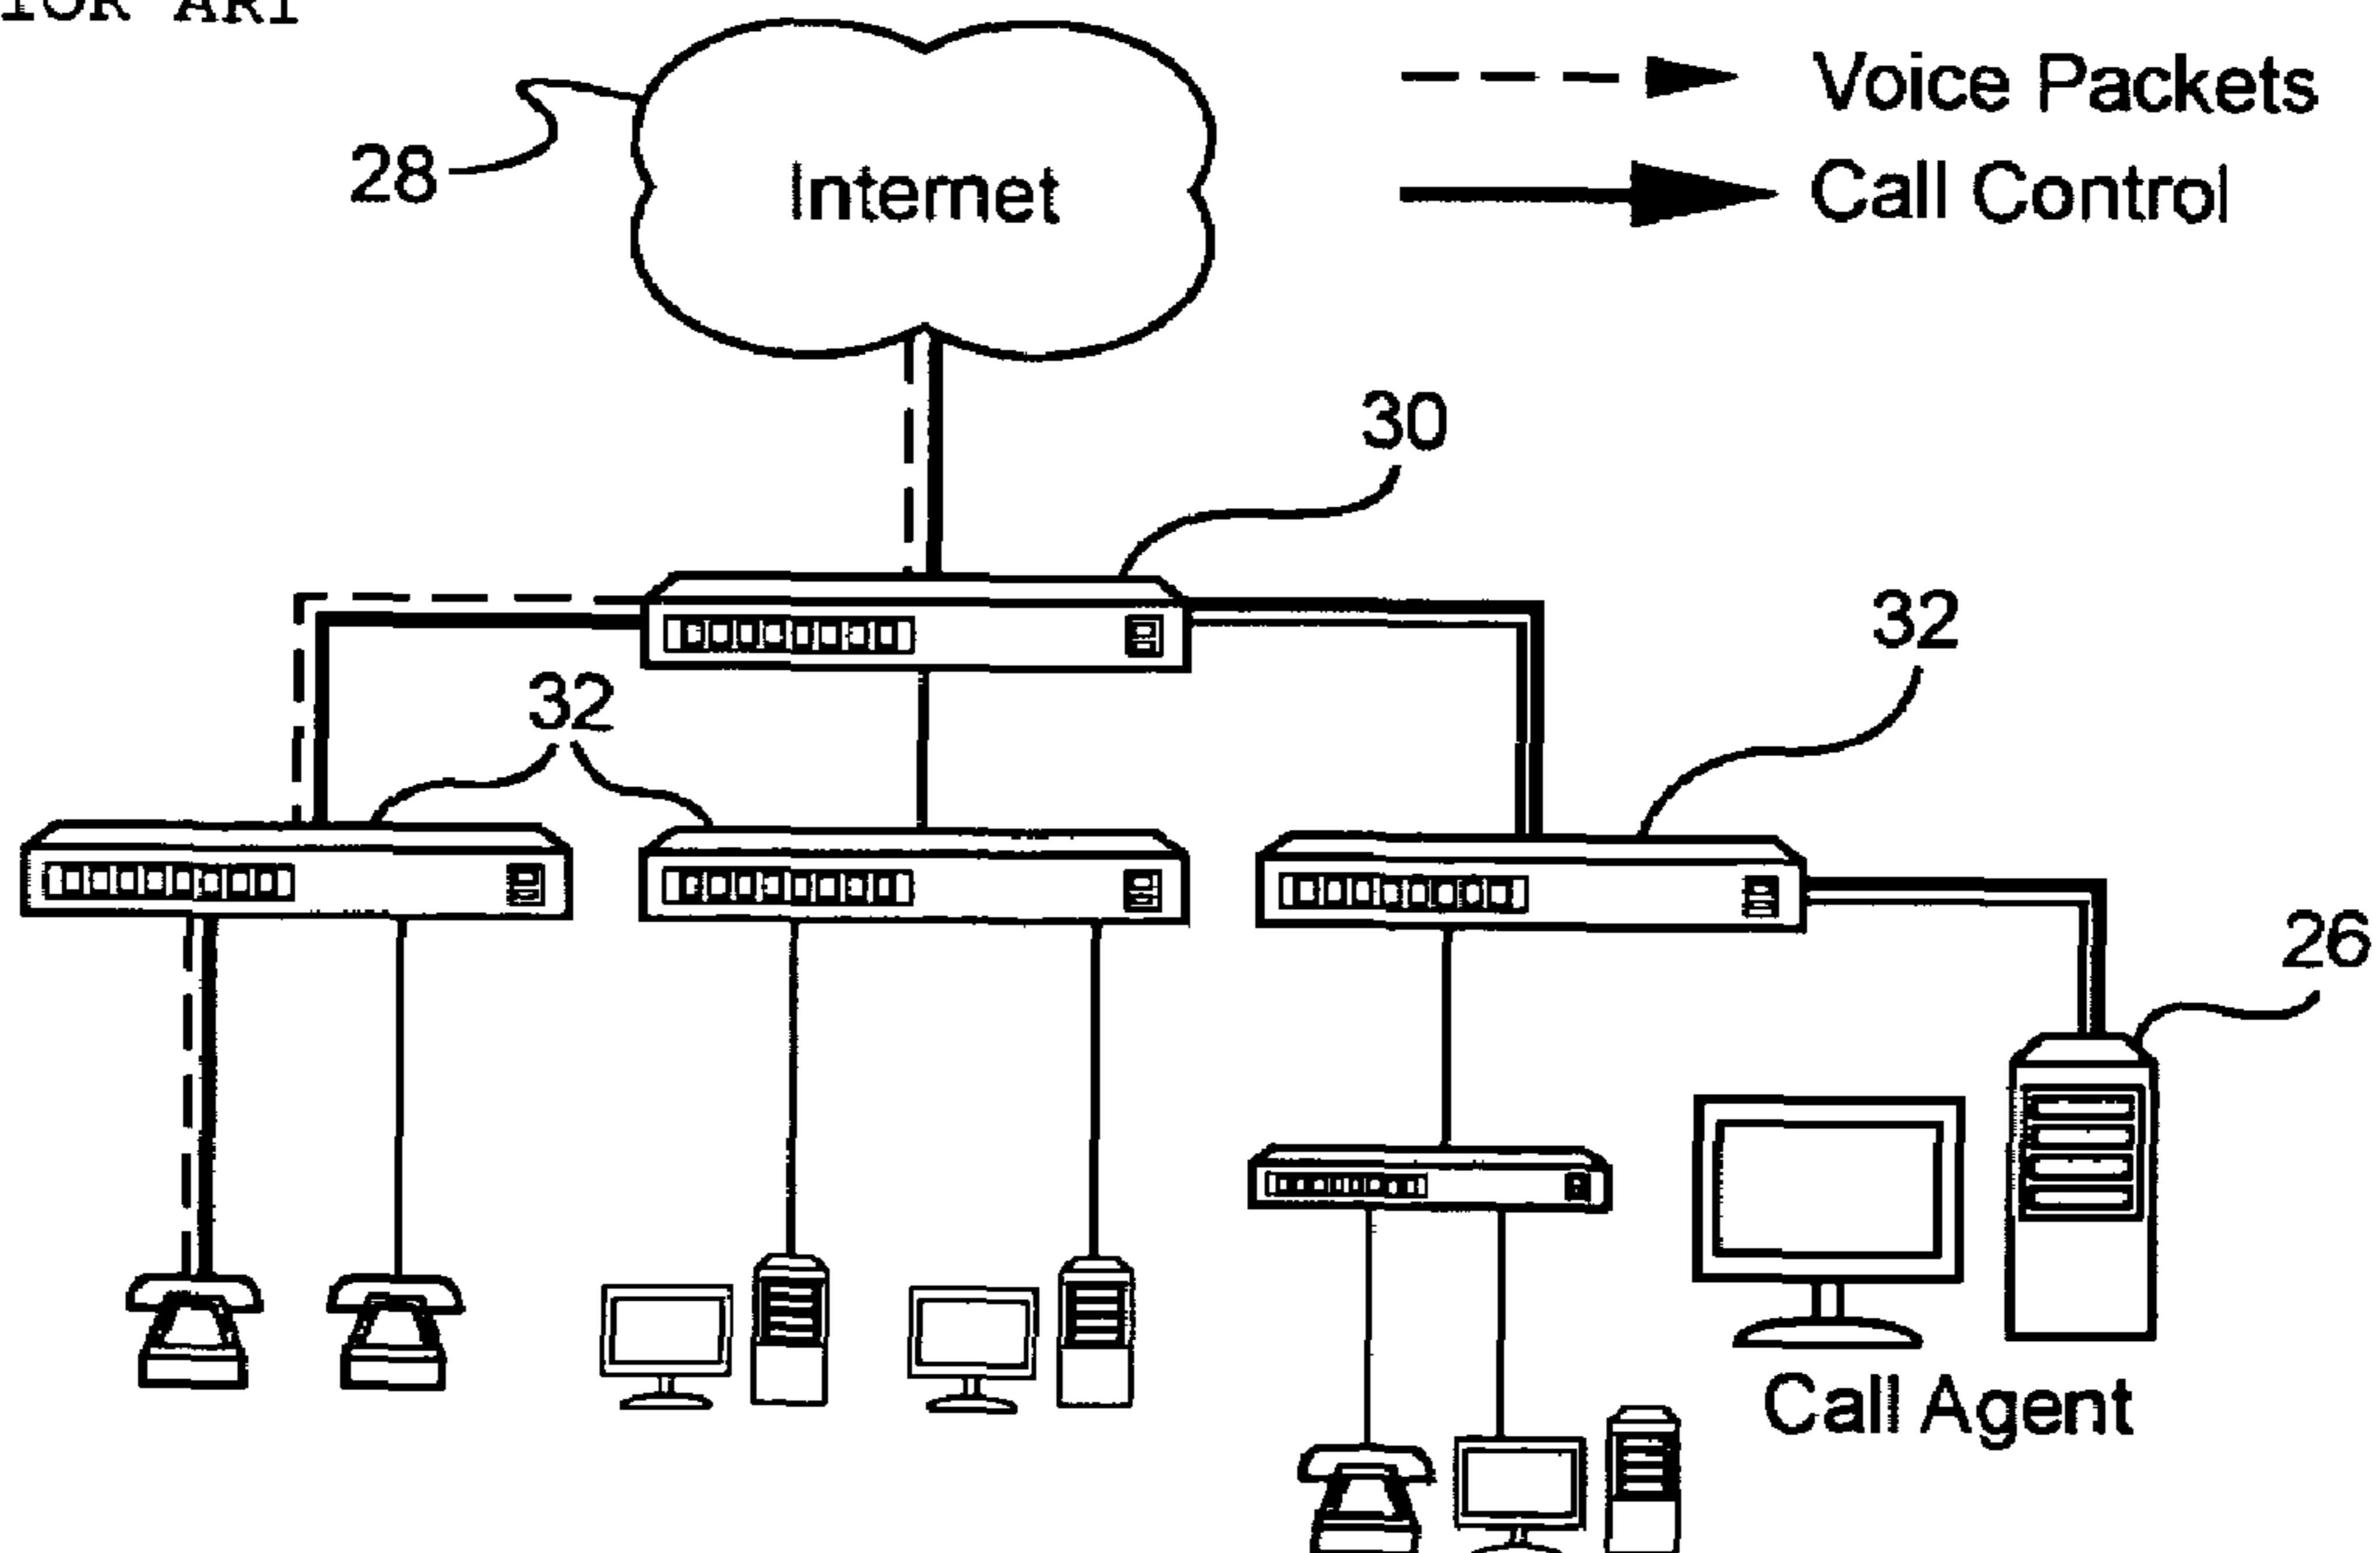 28
Internet
Voice Packets
Call Control
30
32
32
26
Call Agent